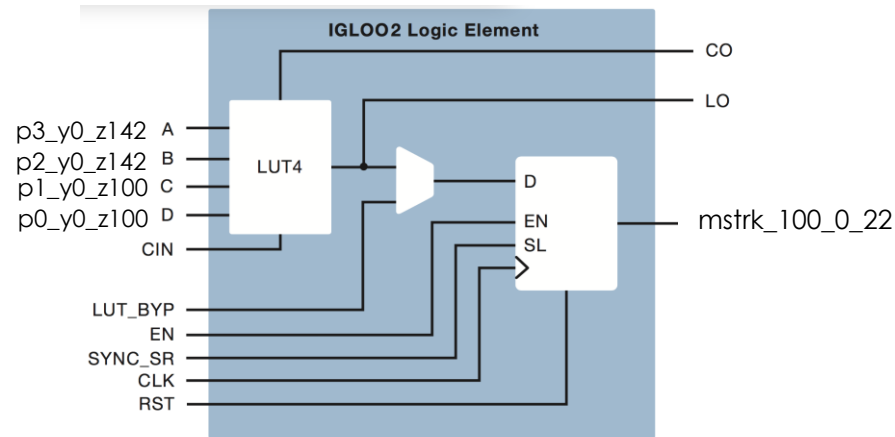 IGLOO2 Logic Element
CO
LO
p3_y0_z142 A
p2_y0_z142 B
p1_y0_z100 C
p0_y0_z100 D
CIN
LUT4
D
EN
SL
mstrk_100_0_22
LUT_BYP
EN
SYNC_SR
CLK
RST